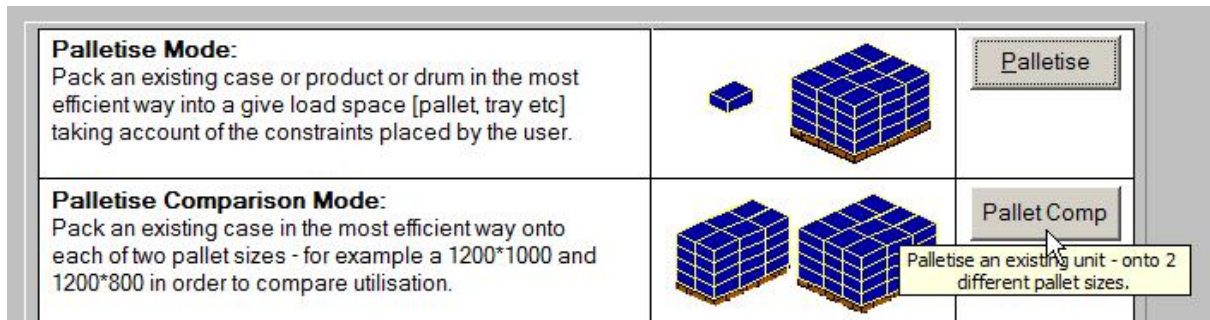 Palletise Mode:
Pack an existing case or product or drum in the most
efficient way into a give load space [pallet, tray etc]
taking account of the constraints placed by the user.
Palletise
Palletise Comparison Mode:
Pack an existing case in the most efficient way onto
each of two pallet sizes - for example a 1200*1000 and
1200*800 in order to compare utilisation.
Pallet Comp
Palletise an existing unit - onto 2
different pallet sizes.